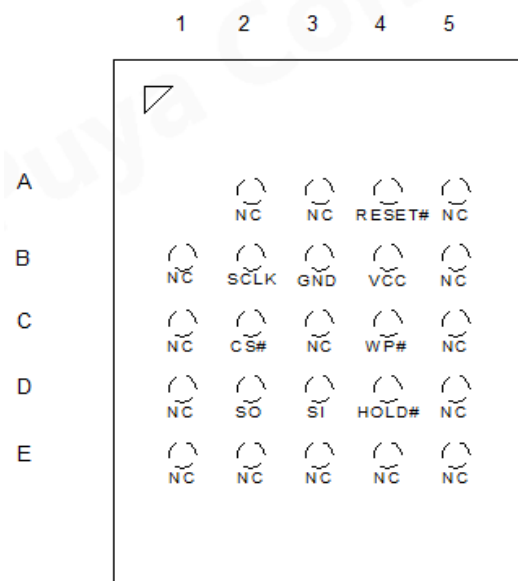 1 2 3 4 5
A
NC NC RESET# NC
B
NC SCLK GND VCC NC
C
NC CS# NC WP# NC
D
NC SO SI HOLD# NC
E
NC NC NC NC NC